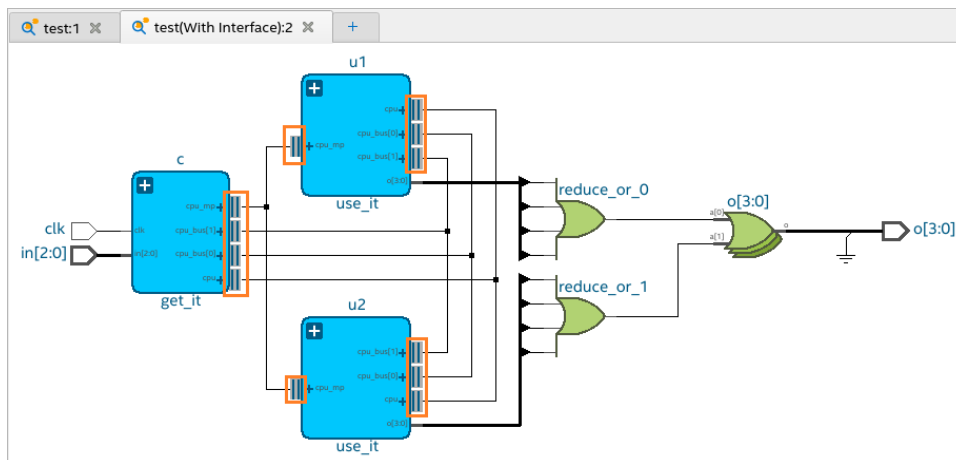 test:1
test(With Interface):2
+
u1
cpu
cpu_bus[0]
cpu_mp
cpu_bus[1]
o[3:0]
use_it
c
cpu_mp
cpu_bus[1]
clk
clk
in[2:0]
in[2:0]
cpu_bus[0]
cpu
get_it
reduce_or_0
o[3:0]
a[0]
a[1]
o
o[3:0]
reduce_or_1
u2
cpu_bus[1]
cpu_bus[0]
cpu_mp
cpu
o[3:0]
use_it